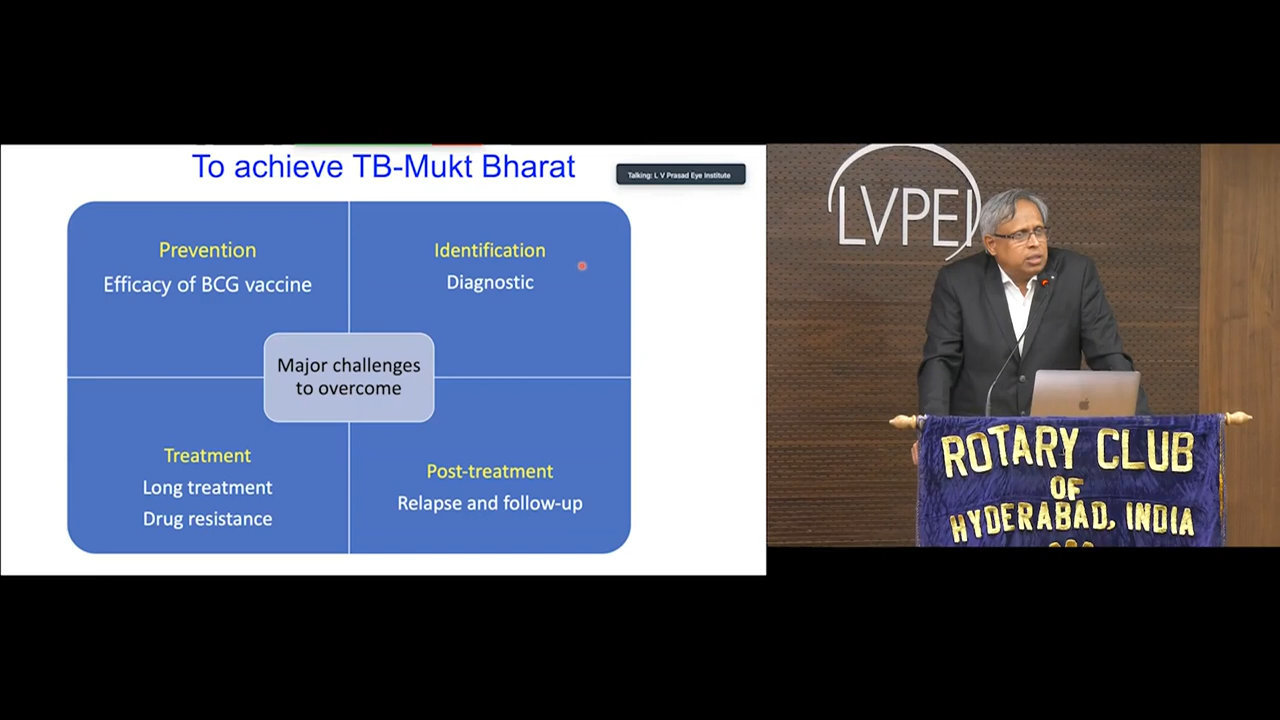 To achieve TB-Mukt Bharat
Talking: L V Prasad Eye Institute
Prevention
Efficacy of BCG vaccine
Identification
Diagnostic
Major challenges
to overcome
Treatment
Long treatment
Drug resistance
Post-treatment
Relapse and follow-up
LVPEI
ROTARY CLUB
OF
HYDERABAD, INDIA